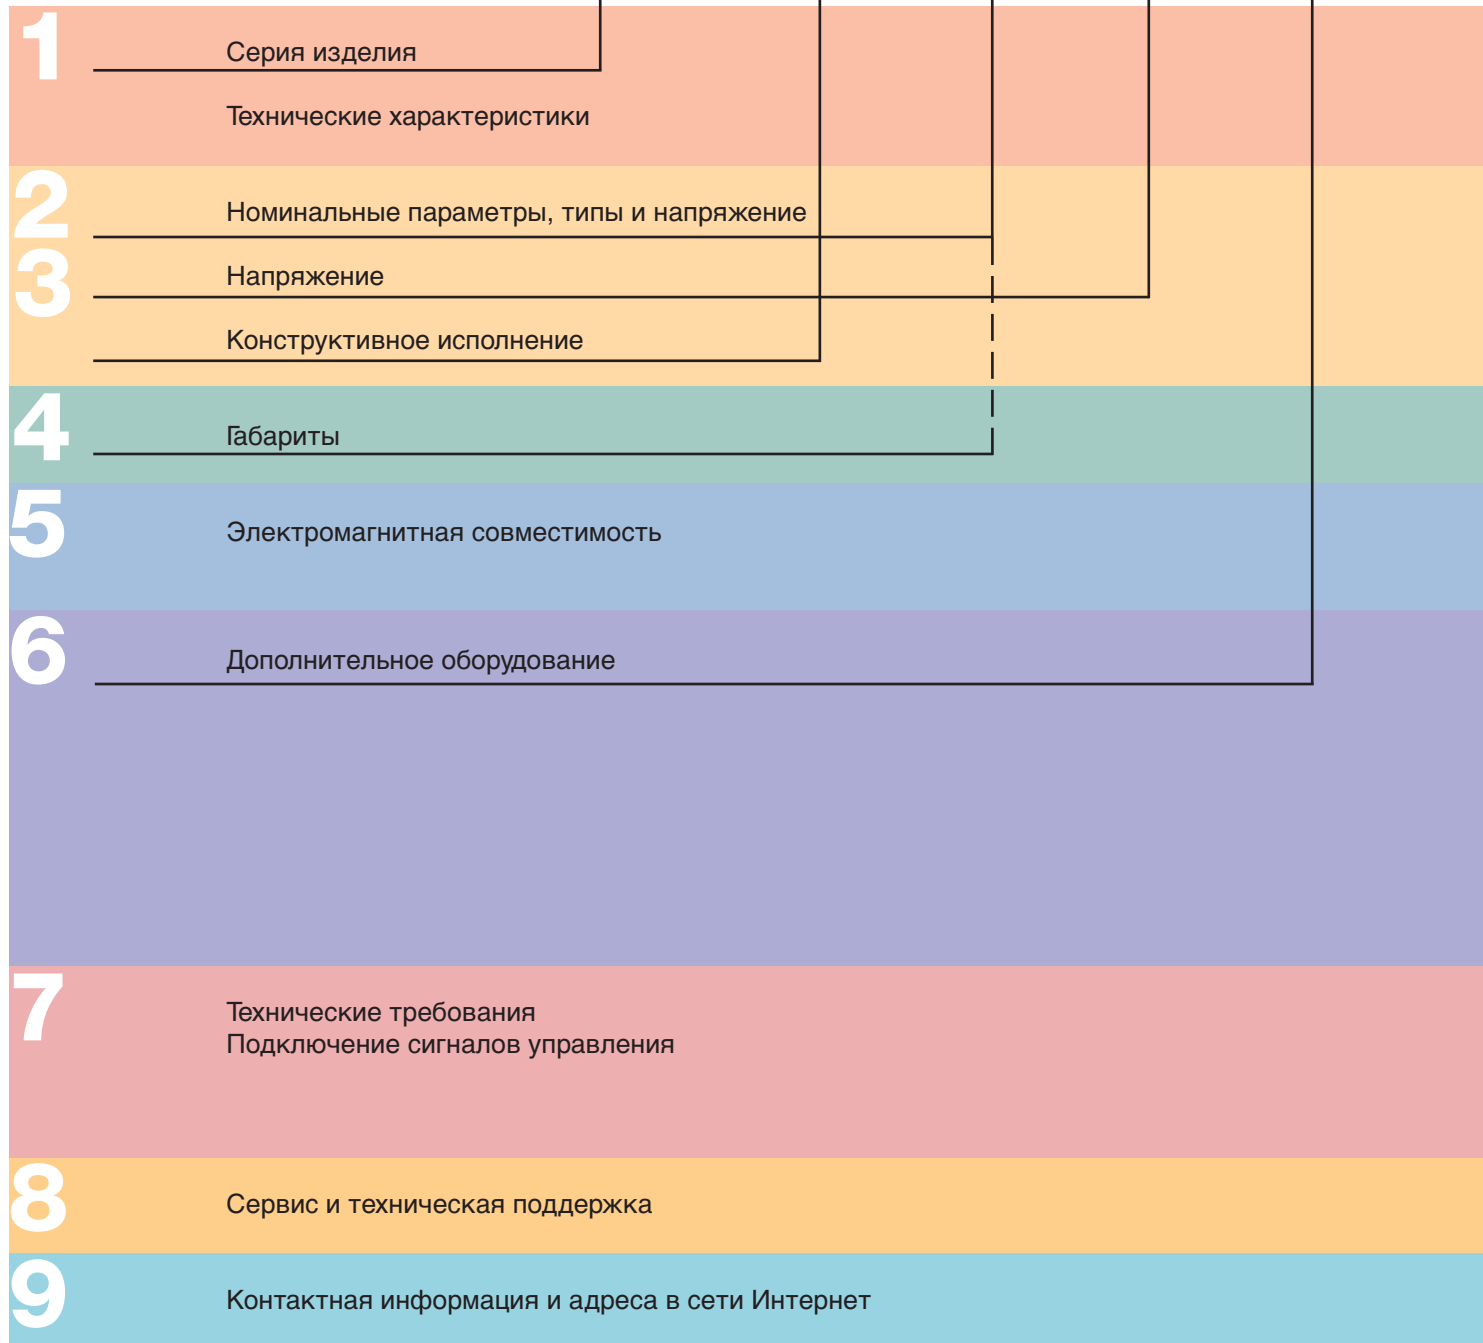 1
Серия изделия
Технические характеристики
2
Номинальные параметры, типы и напряжение
3
Напряжение
Конструктивное исполнение
4
Габариты
5
Электромагнитная совместимость
6
Дополнительное оборудование
7
Технические требования
Подключение сигналов управления
8
Сервис и техническая поддержка
9
Контактная информация и адреса в сети Интернет